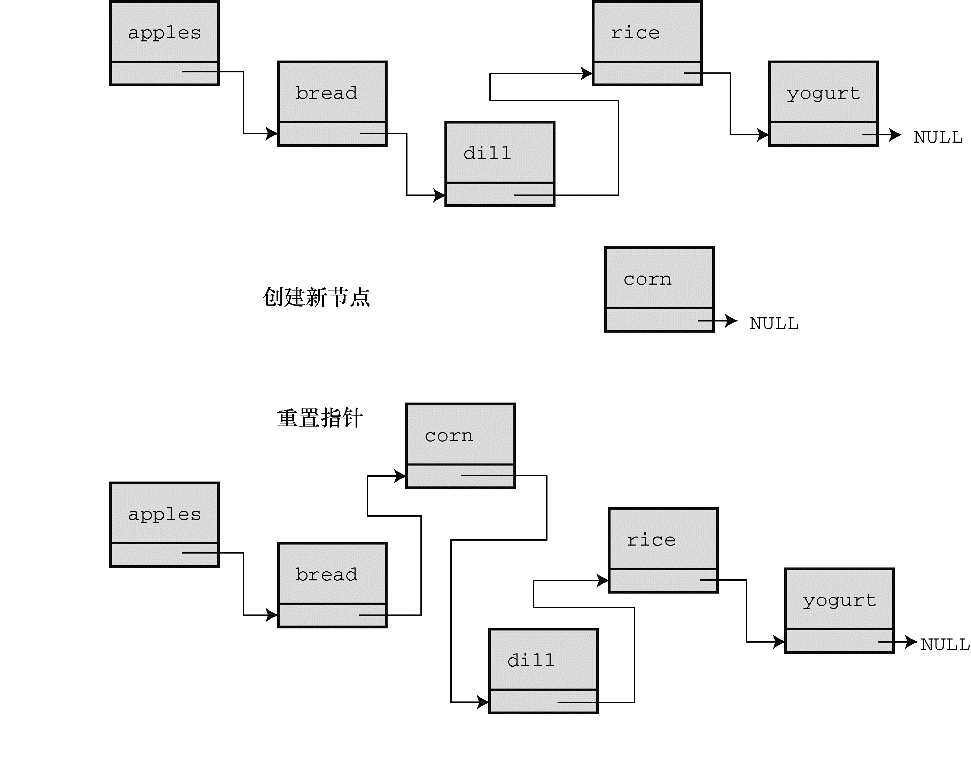 apples
bread
dill
rice
yogurt
NULL
创建新节点
corn
NULL
重置指针
corn
apples
bread
dill
rice
yogurt
NULL